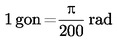 1 gon = π/200 rad